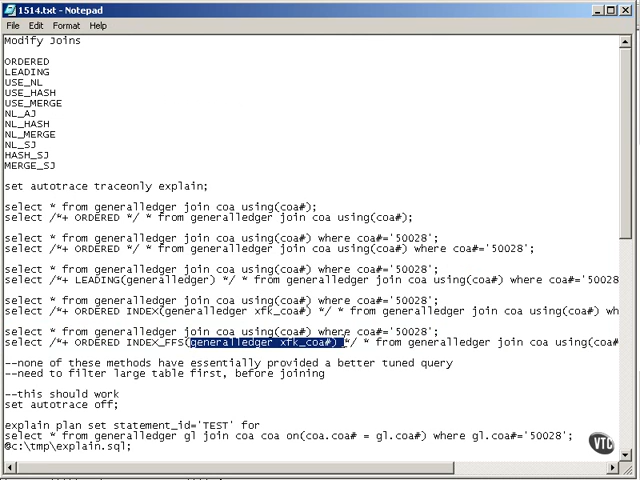 1514.txt - Notepad
File Edit Format Help
Modify Joins
ORDERED
LEADING
USE_NL
USE_HASH
USE_MERGE
NL_AJ
NL_HASH
NL_MERGE
NL_SJ
HASH_SJ
MERGE_SJ
set autotrace traceonly explain;
select * from generalledger join coa using(coa#);
select /*+ ORDERED */ * from generalledger join coa using(coa#);
select * from generalledger join coa using(coa#) where coa#='50028';
select /*+ ORDERED */ * from generalledger join coa using(coa#) where coa#='50028';
select * from generalledger join coa using(coa#) where coa#='50028';
select /*+ LEADING(generalledger) */ * from generalledger join coa using(coa#) where coa#='50028
select * from generalledger join coa using(coa#) where coa#='50028';
select /*+ ORDERED INDEX(generalledger xfk_coa#) */ * from generalledger join coa using(coa#) wh
select * from generalledger join coa using(coa#) where coa#='50028';
select /*+ ORDERED INDEX_FFS(generalledger xfk_coa#) */ * from generalledger join coa using(coa#
--none of these methods have essentially provided a better tuned query
--need to filter large table first, before joining
--this should work
set autotrace off;
explain plan set statement_id='TEST' for
select * from generalledger gl join coa coa on(coa.coa# = gl.coa#) where gl.coa#='50028';
@c:\tmp\explain.sql;
VTC